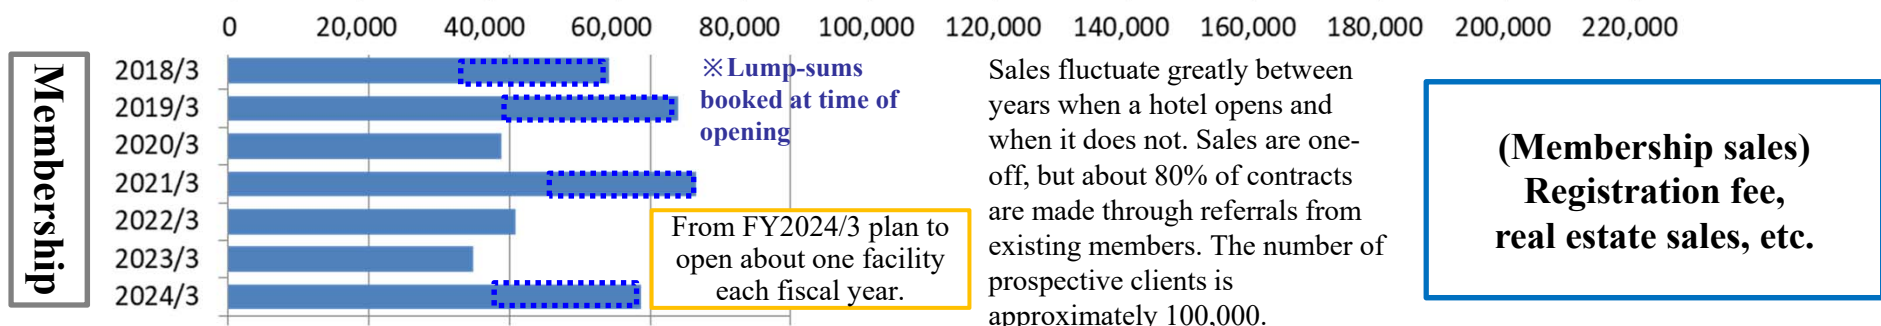 0 20,000 40,000 60,000 80,000 100,000 120,000 140,000 160,000 180,000 200,000 220,000
Membership
2018/3
2019/3
2020/3
2021/3
2022/3
2023/3
2024/3
※Lump-sums
booked at time of
opening
From FY2024/3 plan to
open about one facility
each fiscal year.
Sales fluctuate greatly between
years when a hotel opens and
when it does not. Sales are one-
off, but about 80% of contracts
are made through referrals from
existing members. The number of
prospective clients is
approximately 100,000.
(Membership sales)
Registration fee,
real estate sales, etc.